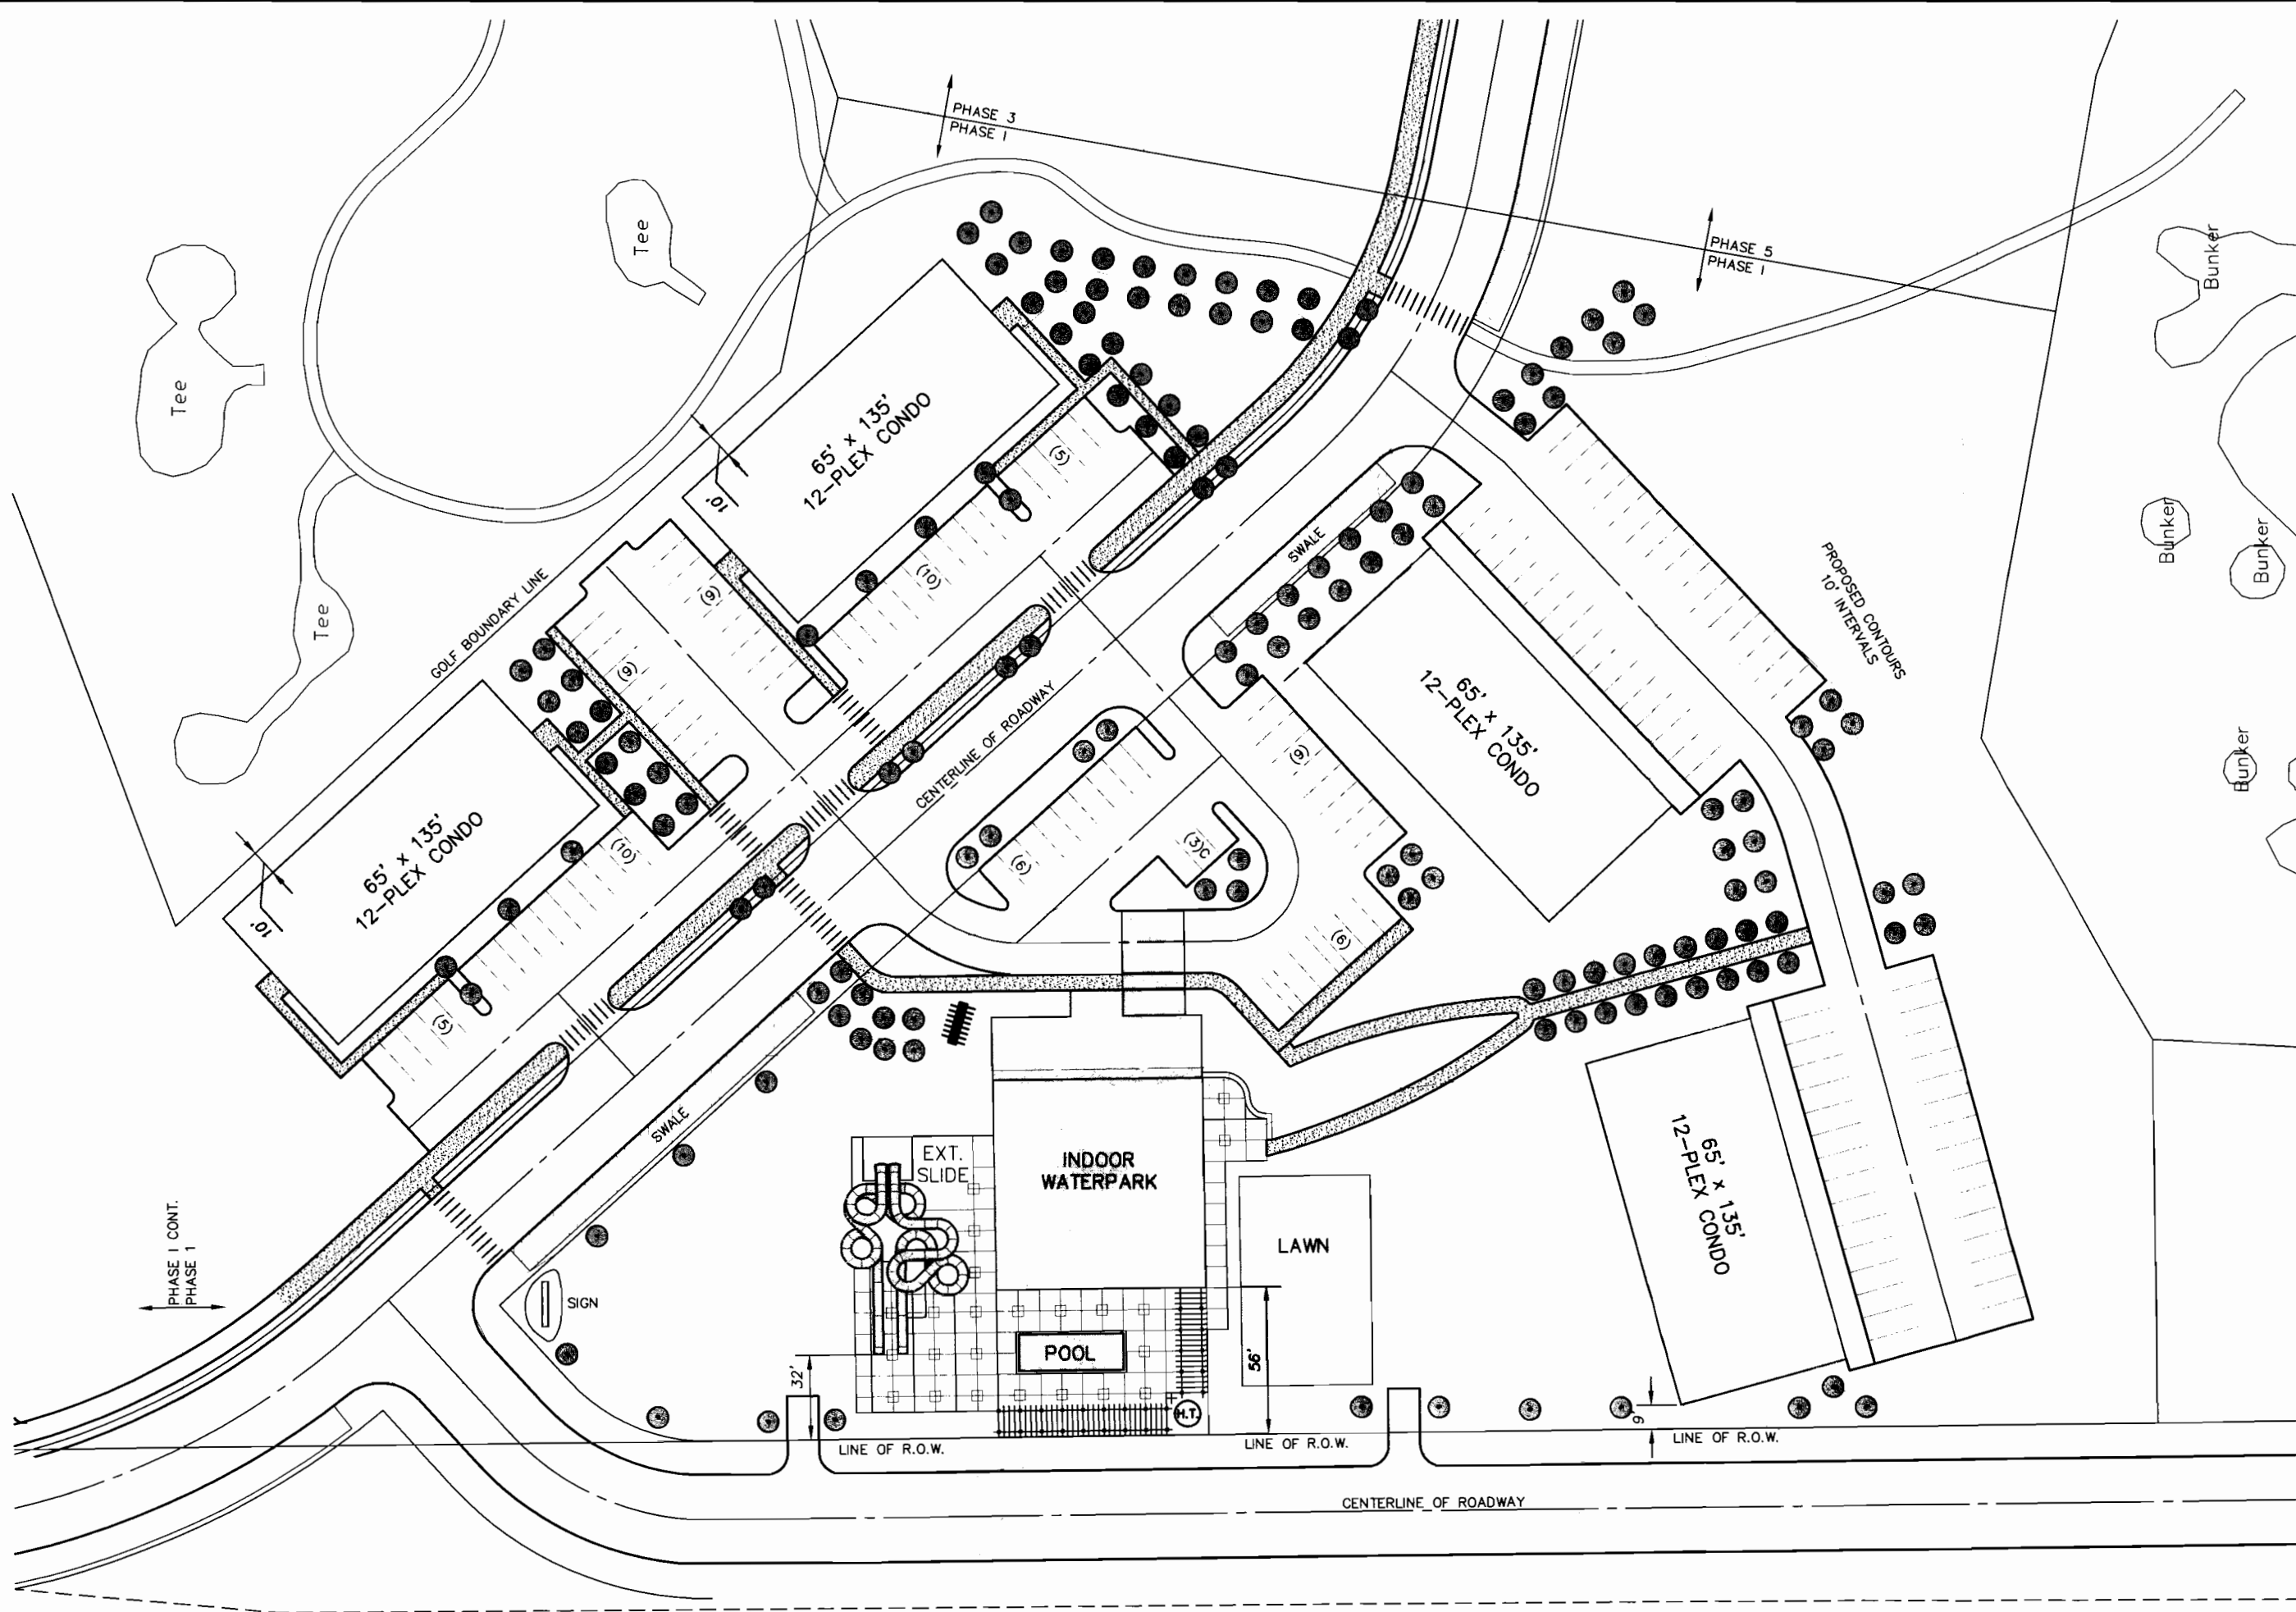 PHASE 3
PHASE 1
Tee
Tee
Tee
PHASE 5
PHASE 1
Bunker
Bunker
Bunker
Bunker
65' x 135'
12-PLEX CONDO
10'
(5)
(10)
(9)
(9)
GOLF BOUNDARY LINE
SWALE
PROPOSED CONTOURS
10' INTERVALS
65' x 135'
12-PLEX CONDO
CENTERLINE OF ROADWAY
(9)
(6)
(3)C
(6)
65' x 135'
12-PLEX CONDO
10'
(10)
(5)
SWALE
EXT.
SLIDE
INDOOR
WATERPARK
LAWN
65' x 135'
12-PLEX CONDO
PHASE 1 CONT.
PHASE 1
SIGN
POOL
32'
56'
H.T.
9'
LINE OF R.O.W.
LINE OF R.O.W.
LINE OF R.O.W.
CENTERLINE OF ROADWAY